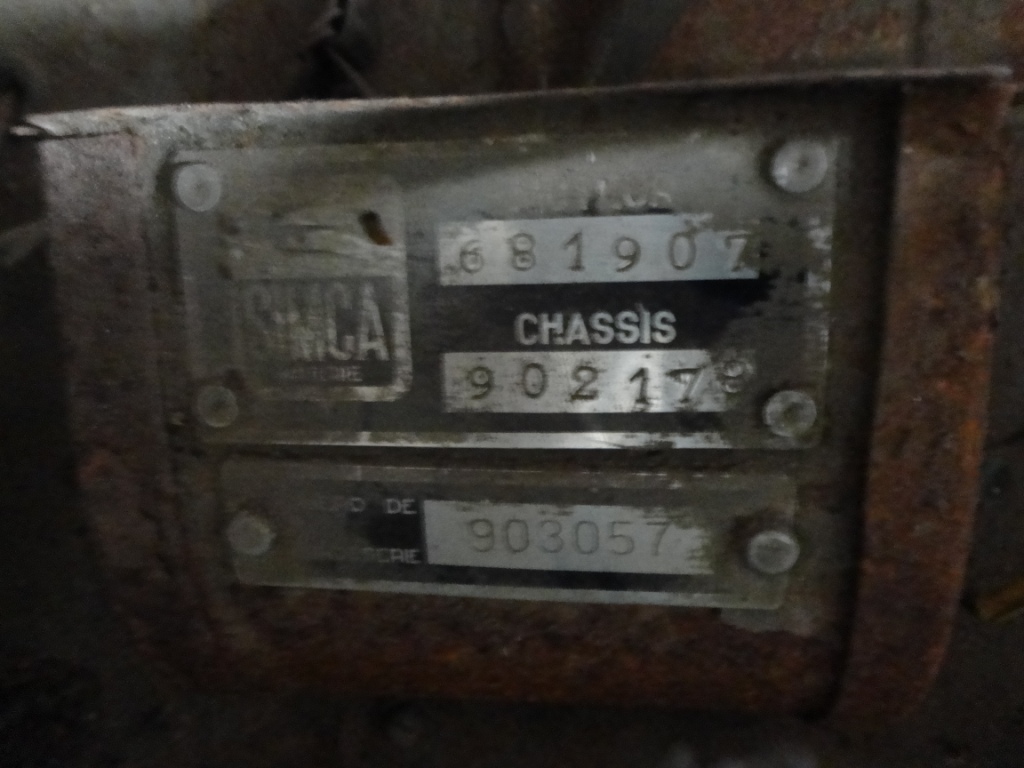 681907
SIMCA
CHASSIS
902179
DE
903057